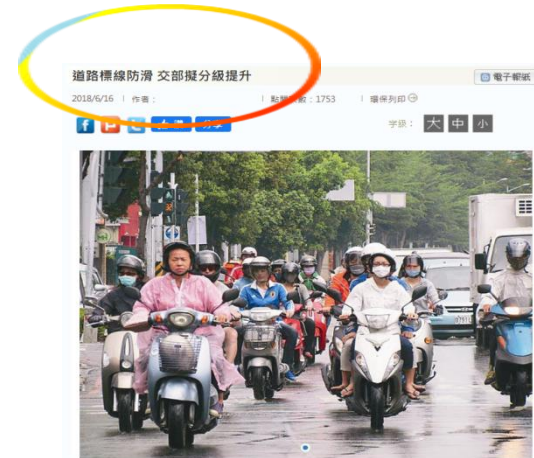 道路標線防滑 交部擬分級提升
電子報紙
2018/6/16 | 作者： | 點閱次數：1753 | 環保列印
字級： 大 中 小